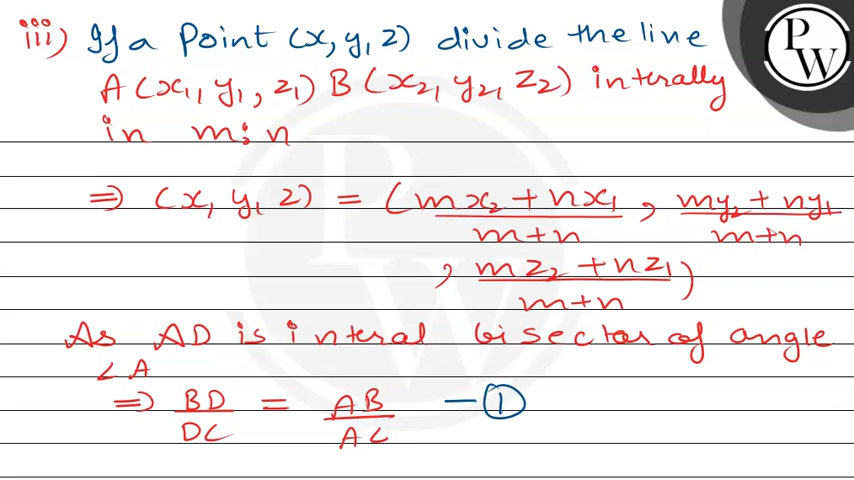 iii) If a Point (x, y, z) divide the line
A (x₁, y₁, z₁) B (x₂, y₂, z₂) interally
in m:n
⇒ (x, y, z) = (mx₂ + nx₁ / m+n , my₂ + ny₁ / m+n
, mz₂ + nz₁ / m+n)
As AD is interal bisector of angle
∠A
⇒ BD/DC = AB/AC — ①
PW